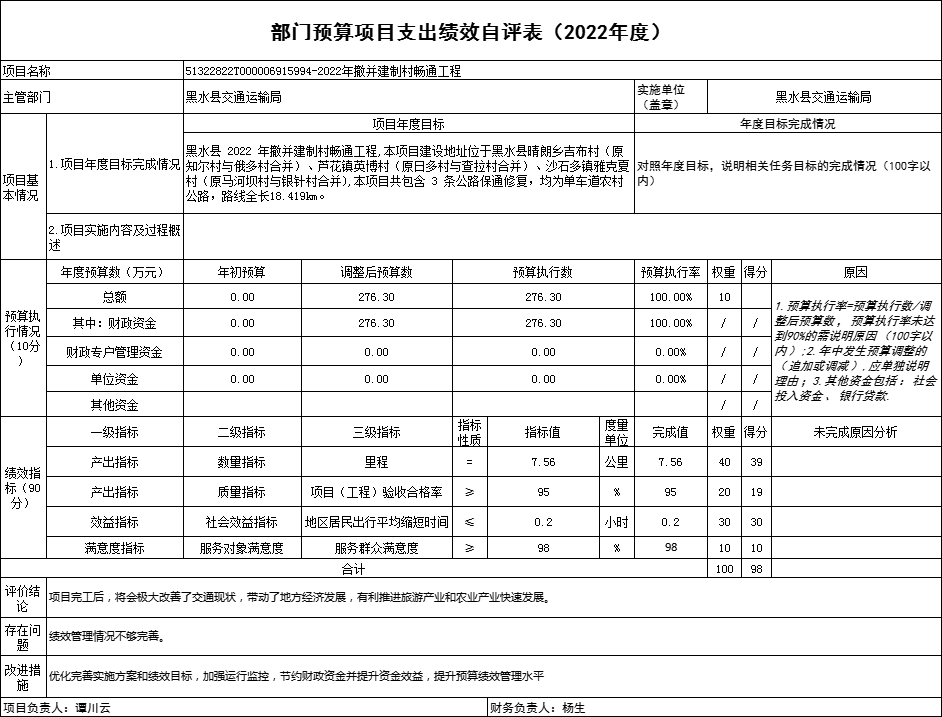 部门预算项目支出绩效自评表（2022年度）
项目名称 51322822T000006915994-2022年撤并建制村畅通工程
主管部门 黑水县交通运输局 实施单位（盖章） 黑水县交通运输局
项目基本情况
1.项目年度目标完成情况
项目年度目标 年度目标完成情况
黑水县 2022 年撤并建制村畅通工程,本项目建设地址位于黑水县晴朗乡吉布村（原
知尔村与俄多村合并）、芦花镇英博村（原日多村与查拉村合并）、沙石多镇雅克夏
村（原马河坝村与银针村合并),本项目共包含 3 条公路保通修复，均为单车道农村
公路，路线全长18.419km。
对照年度目标，说明相关任务目标的完成情况（100字以
内）
2.项目实施内容及过程概述
预算执行情况（10分）
年度预算数（万元） 年初预算 调整后预算数 预算执行数 预算执行率 权重 得分 原因
总额 0.00 276.30 276.30 100.00% 10
其中：财政资金 0.00 276.30 276.30 100.00% / /
财政专户管理资金 0.00 0.00 0.00 0.00% / /
单位资金 0.00 0.00 0.00 0.00% / /
其他资金 / /
1.预算执行率=预算执行数/调
整后预算数， 预算执行率未达
到90%的需说明原因（100字以
内）;2.年中发生预算调整的
（追加或调减）,应单独说明
理由；3.其他资金包括：社会
投入资金、银行贷款.
绩效指标（90分）
一级指标 二级指标 三级指标 指标性质 指标值 度量单位 完成值 权重 得分 未完成原因分析
产出指标 数量指标 里程 = 7.56 公里 7.56 40 39
产出指标 质量指标 项目（工程）验收合格率 ≥ 95 % 95 20 19
效益指标 社会效益指标 地区居民出行平均缩短时间 ≤ 0.2 小时 0.2 30 30
满意度指标 服务对象满意度 服务群众满意度 ≥ 98 % 98 10 10
合计 100 98
评价结论 项目完工后，将会极大改善了交通现状，带动了地方经济发展，有利推进旅游产业和农业产业快速发展。
存在问题 绩效管理情况不够完善。
改进措施 优化完善实施方案和绩效目标，加强运行监控，节约财政资金并提升资金效益，提升预算绩效管理水平
项目负责人：谭川云 财务负责人：杨生